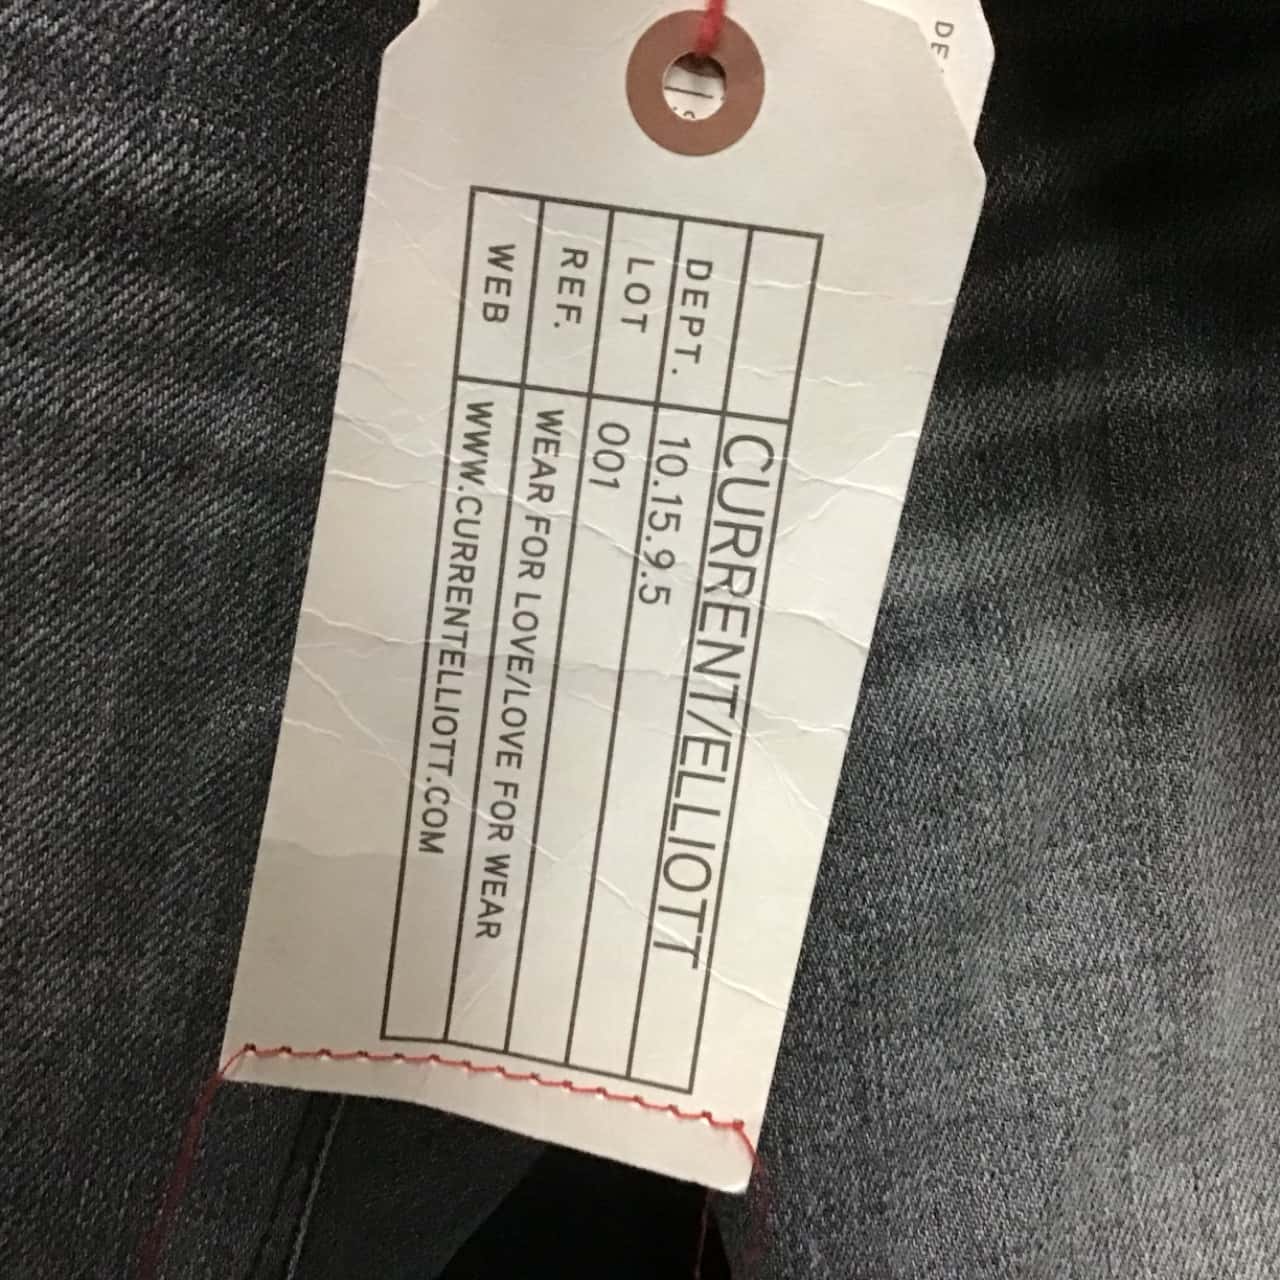 CURRENT/ELLIOTT
DEPT. 10.15.9.5
LOT 001
REF. WEAR FOR LOVE/LOVE FOR WEAR
WEB WWW.CURRENTELLIOTT.COM